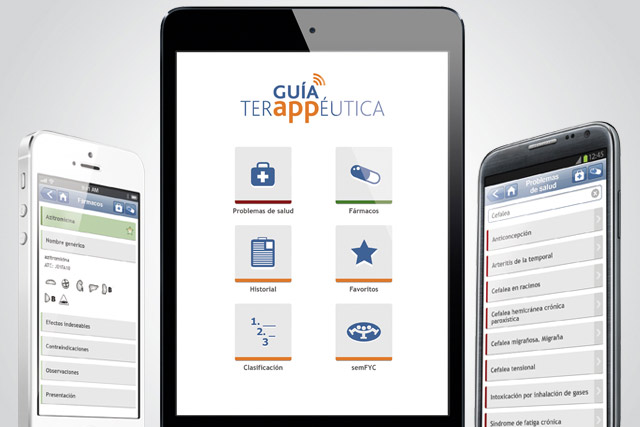 GUÍA
TERAPPÉUTICA
Problemas de salud
Fármacos
Historial
Favoritos
1. __
2. _
3
Clasificación
semFYC
9:41 AM
Fármacos
Azitromicina
Nombre genérico
azitromicina
ATC: J01FA10
B
B
Efectos indeseables
Contraindicaciones
Observaciones
Presentación
12:45
Problemas
de salud
Cefalea
Anticoncepción
Arteritis de la temporal
Cefalea en racimos
Cefalea hemicránea crónica
paroxística
Cefalea migrañosa. Migraña
Cefalea tensional
Intoxicación por inhalación de gases
Síndrome de fatiga crónica